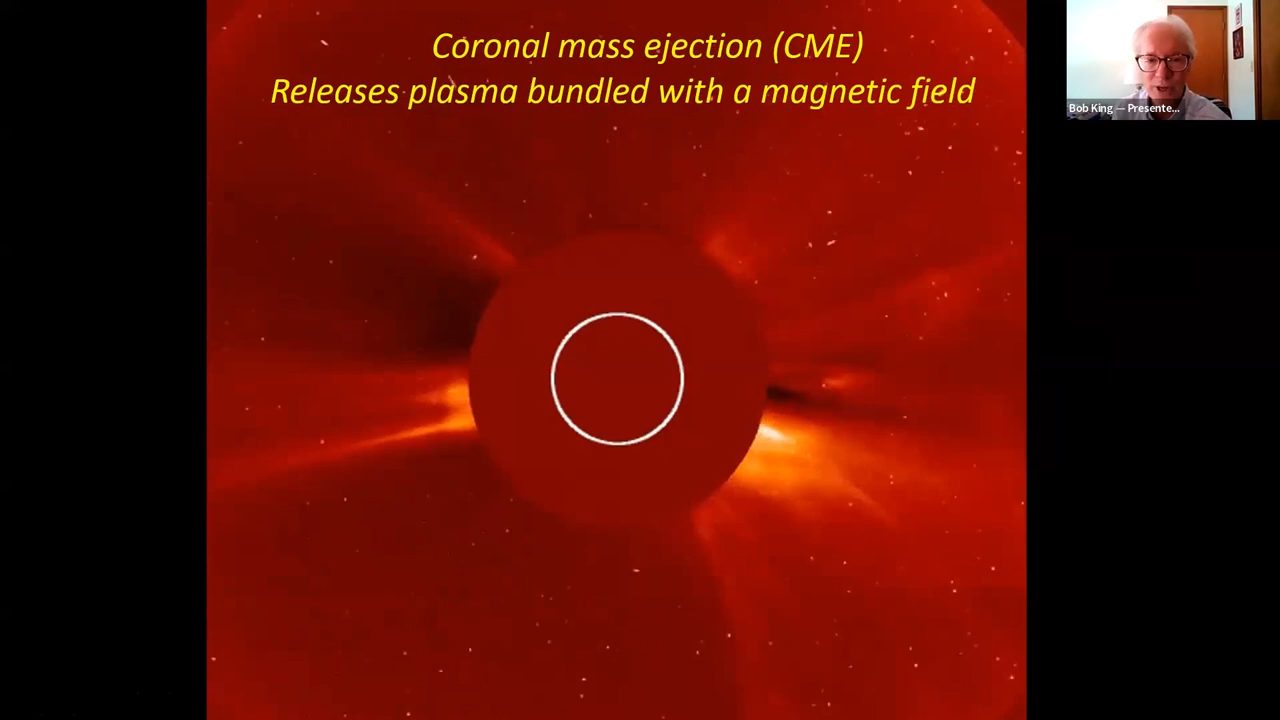 Coronal mass ejection (CME)
Releases plasma bundled with a magnetic field
Bob King — Presente...